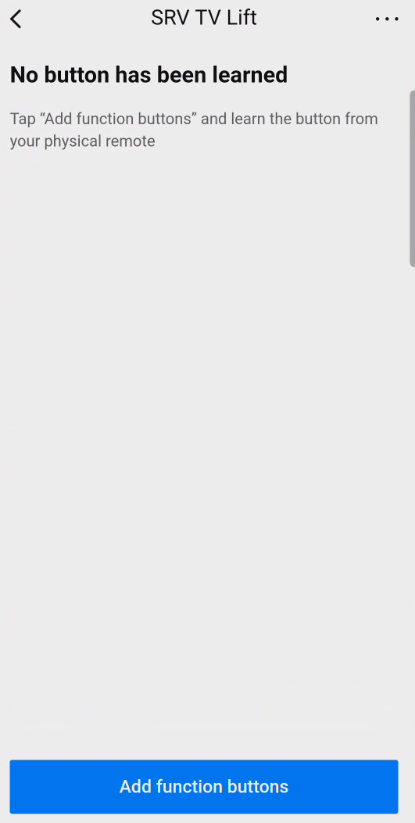 SRV TV Lift
No button has been learned
Tap “Add function buttons” and learn the button from
your physical remote
Add function buttons